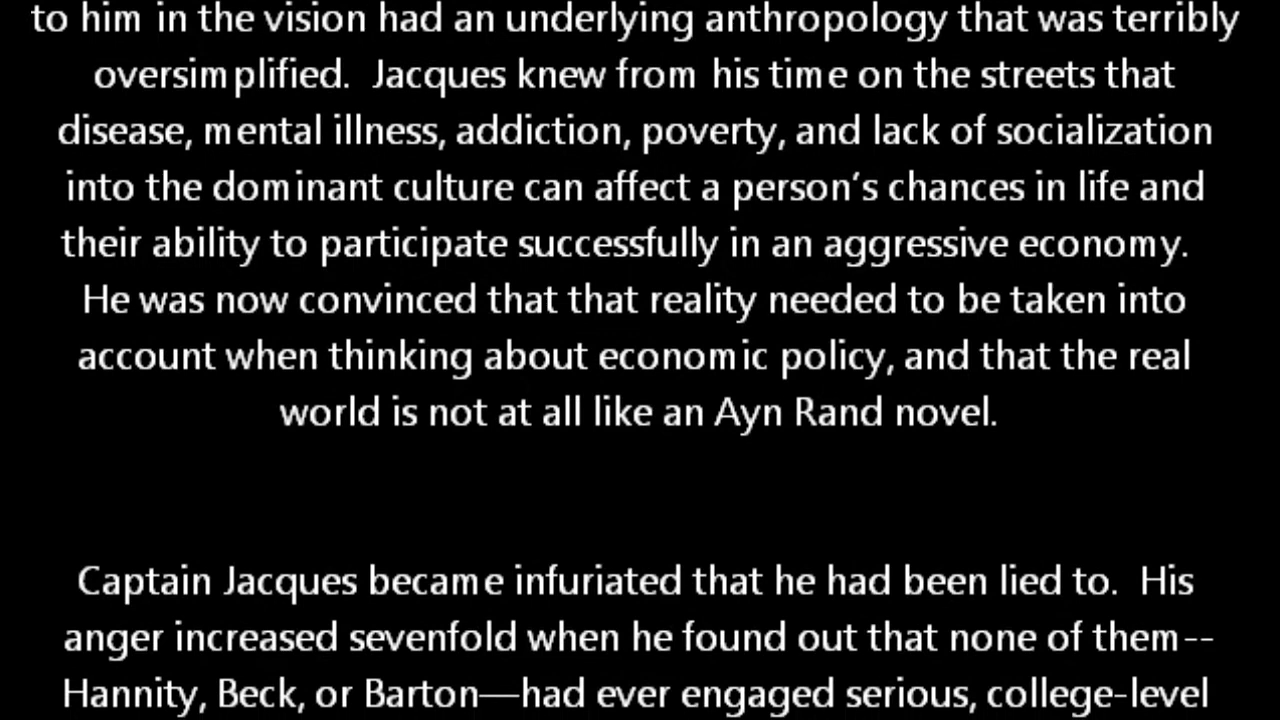 to him in the vision had an underlying anthropology that was terribly
oversimplified.  Jacques knew from his time on the streets that
disease, mental illness, addiction, poverty, and lack of socialization
into the dominant culture can affect a person’s chances in life and
their ability to participate successfully in an aggressive economy.
He was now convinced that that reality needed to be taken into
account when thinking about economic policy, and that the real
world is not at all like an Ayn Rand novel.
Captain Jacques became infuriated that he had been lied to.  His
anger increased sevenfold when he found out that none of them--
Hannity, Beck, or Barton—had ever engaged serious, college-level